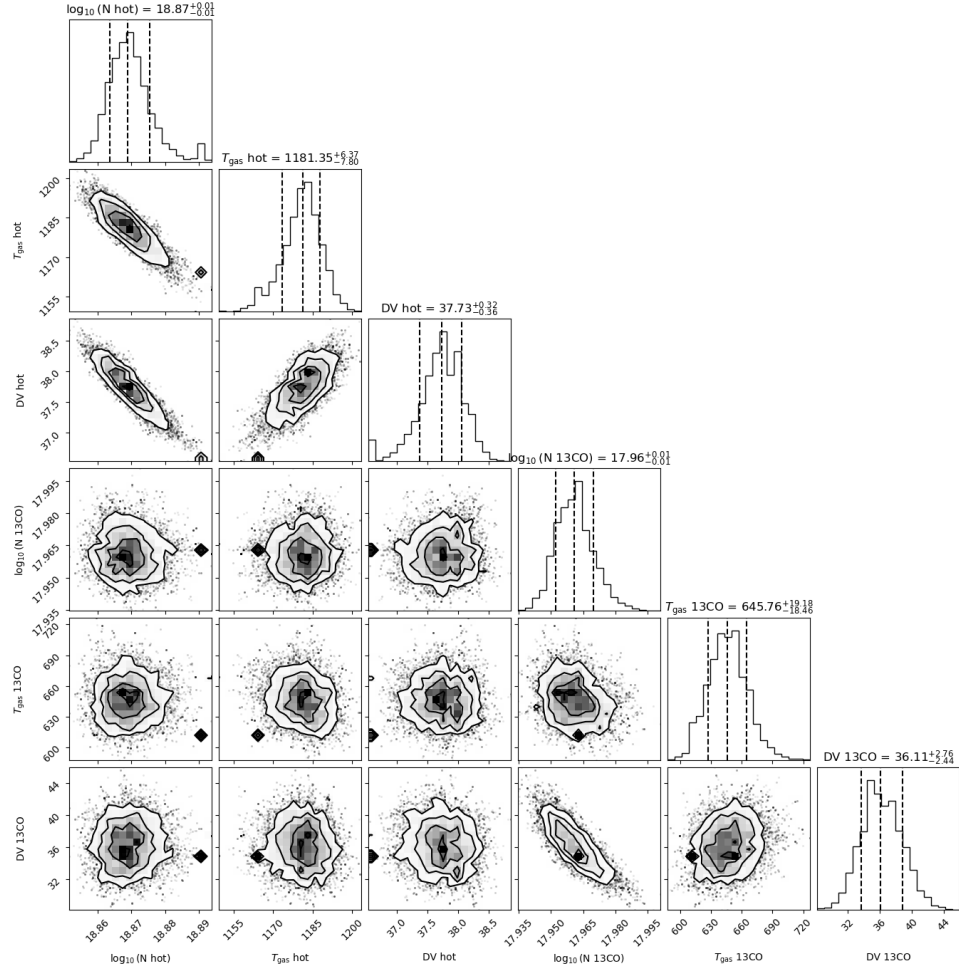 log₁₀ (N hot) = 18.87 +0.01 −0.01
T gas hot = 1181.35 +6.37 −7.80
1200
1185
1170
1155
T gas hot
DV hot = 37.73 +0.32 −0.36
38.5
38.0
37.5
37.0
DV hot
log₁₀ (N 13CO) = 17.96 +0.01 −0.01
17.995
17.980
17.965
17.950
17.935
log₁₀ (N 13CO)
T gas 13CO = 645.76 +19.18 −18.46
720
690
660
630
600
T gas 13CO
DV 13CO = 36.11 +2.76 −2.44
44
40
36
32
DV 13CO
18.86 18.87 18.88 18.89
1155 1170 1185 1200
37.0 37.5 38.0 38.5
17.935 17.950 17.965 17.980 17.995
600 630 660 690 720
32 36 40 44
log₁₀ (N hot) T gas hot DV hot log₁₀ (N 13CO) T gas 13CO DV 13CO